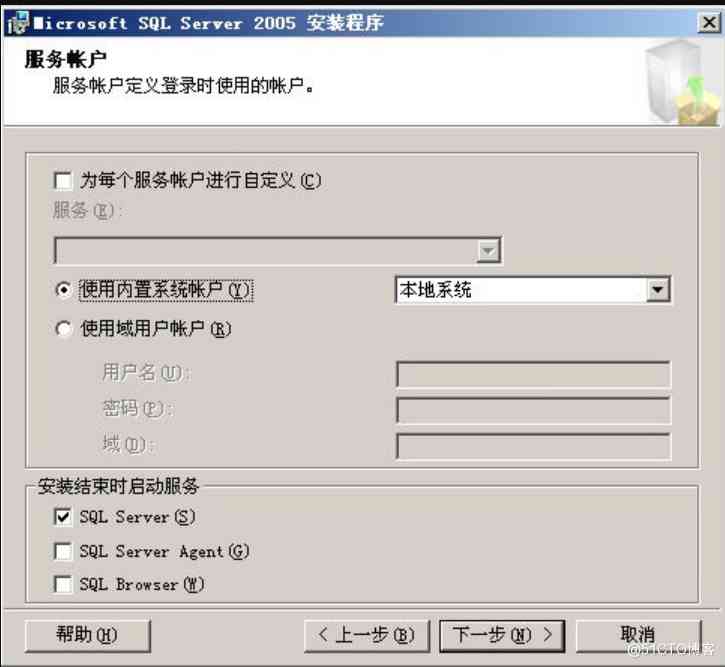 Microsoft SQL Server 2005 安装程序
服务帐户
服务帐户定义登录时使用的帐户。
为每个服务帐户进行自定义(C)
服务(E):
使用内置系统帐户(Y)
本地系统
使用域用户帐户(R)
用户名(U):
密码(P):
域(D):
安装结束时启动服务
SQL Server(S)
SQL Server Agent(G)
SQL Browser(W)
帮助(H)
< 上一步(B)
下一步(N) >
取消
@51CTO博客